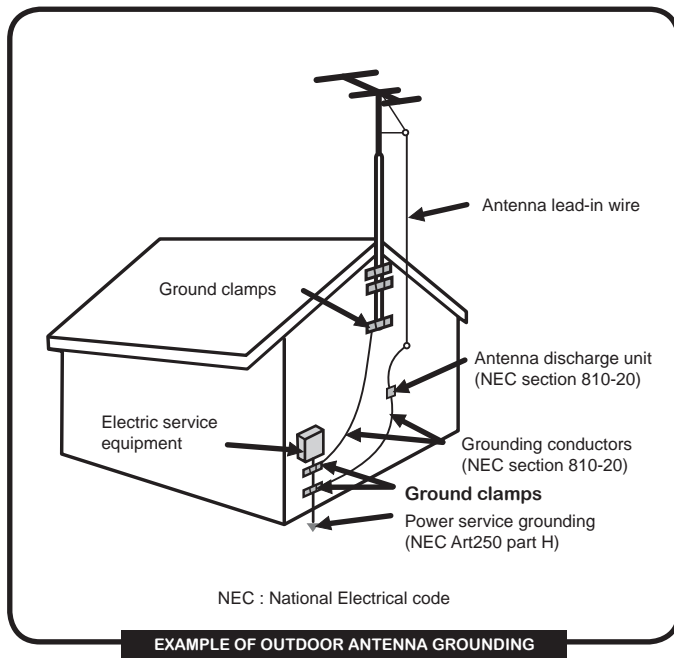 Antenna lead-in wire
Ground clamps
Antenna discharge unit
(NEC section 810-20)
Electric service
equipment
Grounding conductors
(NEC section 810-20)
Ground clamps
Power service grounding
(NEC Art250 part H)
NEC : National Electrical code
EXAMPLE OF OUTDOOR ANTENNA GROUNDING